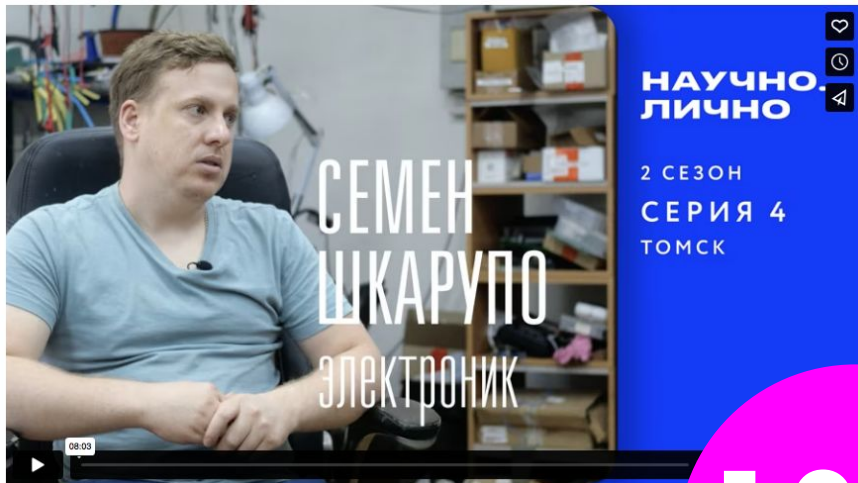 СЕМЕН
ШКАРУПО
электроник
НАУЧНО.
ЛИЧНО
2 СЕЗОН
СЕРИЯ 4
ТОМСК
08:03